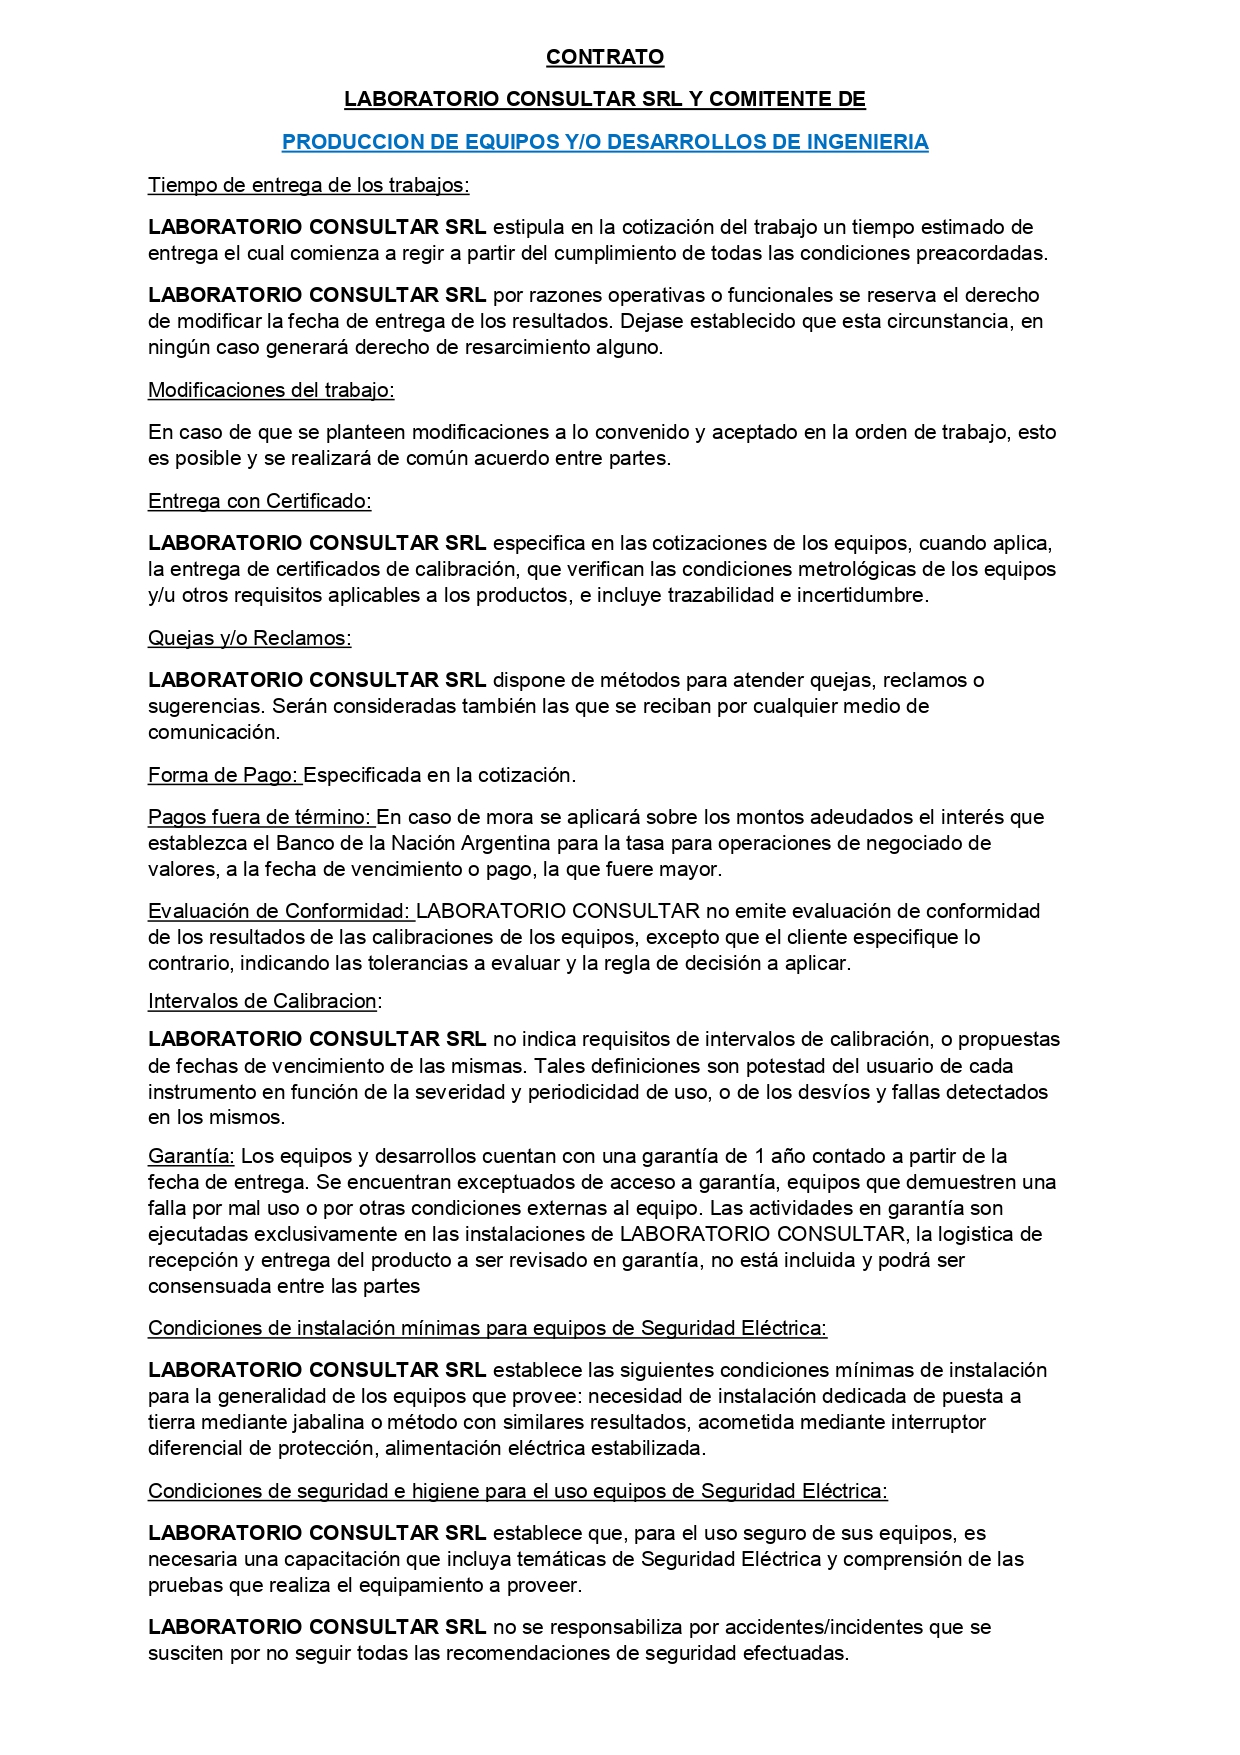 CONTRATO
LABORATORIO CONSULTAR SRL Y COMITENTE DE
PRODUCCION DE EQUIPOS Y/O DESARROLLOS DE INGENIERIA
Tiempo de entrega de los trabajos:
LABORATORIO CONSULTAR SRL estipula en la cotización del trabajo un tiempo estimado de
entrega el cual comienza a regir a partir del cumplimiento de todas las condiciones preacordadas.
LABORATORIO CONSULTAR SRL por razones operativas o funcionales se reserva el derecho
de modificar la fecha de entrega de los resultados. Dejase establecido que esta circunstancia, en
ningún caso generará derecho de resarcimiento alguno.
Modificaciones del trabajo:
En caso de que se planteen modificaciones a lo convenido y aceptado en la orden de trabajo, esto
es posible y se realizará de común acuerdo entre partes.
Entrega con Certificado:
LABORATORIO CONSULTAR SRL especifica en las cotizaciones de los equipos, cuando aplica,
la entrega de certificados de calibración, que verifican las condiciones metrológicas de los equipos
y/u otros requisitos aplicables a los productos, e incluye trazabilidad e incertidumbre.
Quejas y/o Reclamos:
LABORATORIO CONSULTAR SRL dispone de métodos para atender quejas, reclamos o
sugerencias. Serán consideradas también las que se reciban por cualquier medio de
comunicación.
Forma de Pago: Especificada en la cotización.
Pagos fuera de término: En caso de mora se aplicará sobre los montos adeudados el interés que
establezca el Banco de la Nación Argentina para la tasa para operaciones de negociado de
valores, a la fecha de vencimiento o pago, la que fuere mayor.
Evaluación de Conformidad: LABORATORIO CONSULTAR no emite evaluación de conformidad
de los resultados de las calibraciones de los equipos, excepto que el cliente especifique lo
contrario, indicando las tolerancias a evaluar y la regla de decisión a aplicar.
Intervalos de Calibracion:
LABORATORIO CONSULTAR SRL no indica requisitos de intervalos de calibración, o propuestas
de fechas de vencimiento de las mismas. Tales definiciones son potestad del usuario de cada
instrumento en función de la severidad y periodicidad de uso, o de los desvíos y fallas detectados
en los mismos.
Garantía: Los equipos y desarrollos cuentan con una garantía de 1 año contado a partir de la
fecha de entrega. Se encuentran exceptuados de acceso a garantía, equipos que demuestren una
falla por mal uso o por otras condiciones externas al equipo. Las actividades en garantía son
ejecutadas exclusivamente en las instalaciones de LABORATORIO CONSULTAR, la logistica de
recepción y entrega del producto a ser revisado en garantía, no está incluida y podrá ser
consensuada entre las partes
Condiciones de instalación mínimas para equipos de Seguridad Eléctrica:
LABORATORIO CONSULTAR SRL establece las siguientes condiciones mínimas de instalación
para la generalidad de los equipos que provee: necesidad de instalación dedicada de puesta a
tierra mediante jabalina o método con similares resultados, acometida mediante interruptor
diferencial de protección, alimentación eléctrica estabilizada.
Condiciones de seguridad e higiene para el uso equipos de Seguridad Eléctrica:
LABORATORIO CONSULTAR SRL establece que, para el uso seguro de sus equipos, es
necesaria una capacitación que incluya temáticas de Seguridad Eléctrica y comprensión de las
pruebas que realiza el equipamiento a proveer.
LABORATORIO CONSULTAR SRL no se responsabiliza por accidentes/incidentes que se
susciten por no seguir todas las recomendaciones de seguridad efectuadas.